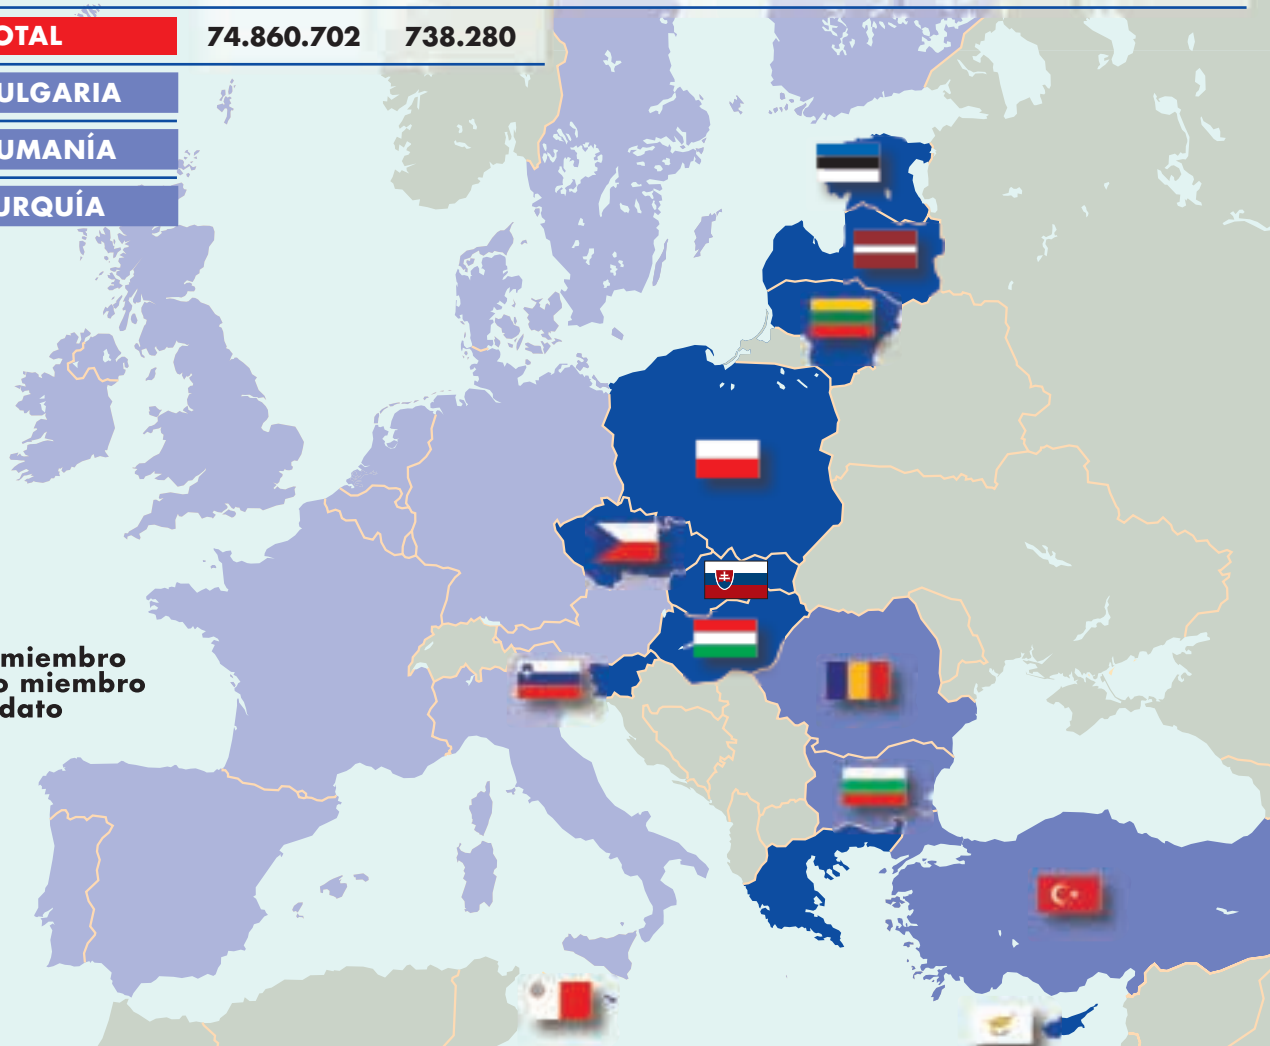 OTAL 74.860.702 738.280
ULGARIA
UMANÍA
URQUÍA
miembro
o miembro
dato